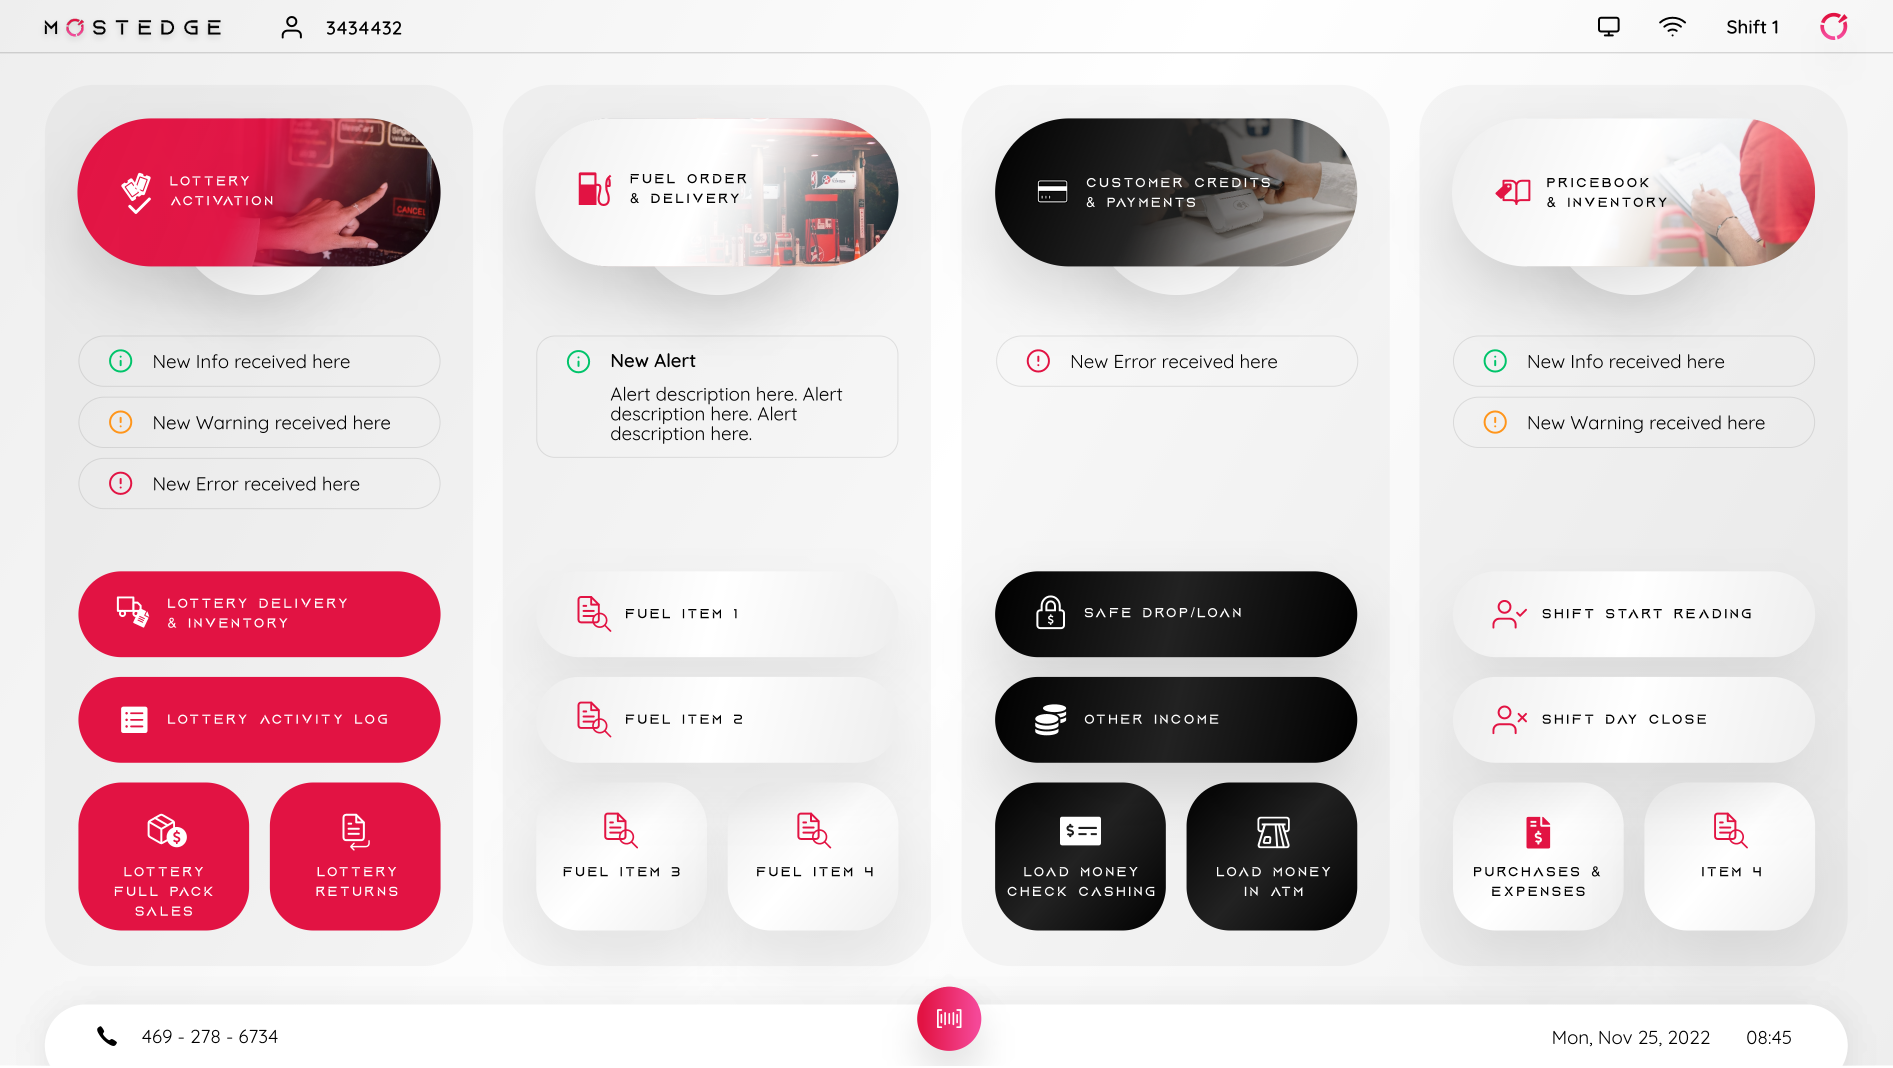 MOSTEDGE
3434432
Shift 1
LOTTERY
ACTIVATION
CANCEL
New Info received here
New Warning received here
New Error received here
LOTTERY DELIVERY
& INVENTORY
LOTTERY ACTIVITY LOG
LOTTERY
FULL PACK
SALES
LOTTERY
RETURNS
FUEL ORDER
& DELIVERY
New Alert
Alert description here. Alert
description here. Alert
description here.
FUEL ITEM 1
FUEL ITEM 2
FUEL ITEM 3
FUEL ITEM 4
CUSTOMER CREDITS
& PAYMENTS
New Error received here
SAFE DROP/LOAN
OTHER INCOME
LOAD MONEY
CHECK CASHING
LOAD MONEY
IN ATM
PRICEBOOK
& INVENTORY
New Info received here
New Warning received here
SHIFT START READING
SHIFT DAY CLOSE
PURCHASES &
EXPENSES
ITEM 4
469 - 278 - 6734
Mon, Nov 25, 2022
08:45